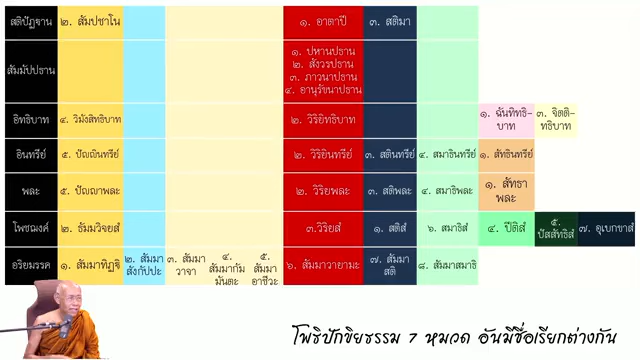 สติปัฏฐาน ๒. สัมปชาโน ๑. อาตาปี ๓. สติมา
สัมมัปปธาน ๑. ปหานปธาน
๒. สังวรปธาน
๓. ภาวนาปธาน
๔. อานุรักขนาปธาน
อิทธิบาท ๔. วิมังสิทธิบาท ๒. วิริยิทธิบาท ๑. ฉันทิทธิ- ๓. จิตติ-
บาท ทธิบาท
อินทรีย์ ๕. ปัญญินทรีย์ ๒. วิริยินทรีย์ ๓. สตินทรีย์ ๔. สมาธินทรีย์ ๑. สัทธินทรีย์
พละ ๕. ปัญญาพละ ๒. วิริยพละ ๓. สติพละ ๔. สมาธิพละ ๑. สัทธา
พละ
โพชฌงค์ ๒. ธัมมวิจยสํ ๓.วิริยสํ ๑. สติสํ ๖. สมาธิสํ ๔. ปีติสํ ๕. ปัสสัทธิสํ ๗. อุเบกขาสํ
อริยมรรค ๑. สัมมาทิฏฐิ ๒. สัมมา
สังกัปปะ ๓. สัมมา
วาจา ๔.
สัมมากัม
มันตะ ๕.
สัมมา
อาชีวะ ๖. สัมมาวายามะ ๗. สัมมา
สติ ๘. สัมมาสมาธิ
โพธิปักขิยธรรม 7 หมวด อันมีชื่อเรียกต่างกัน